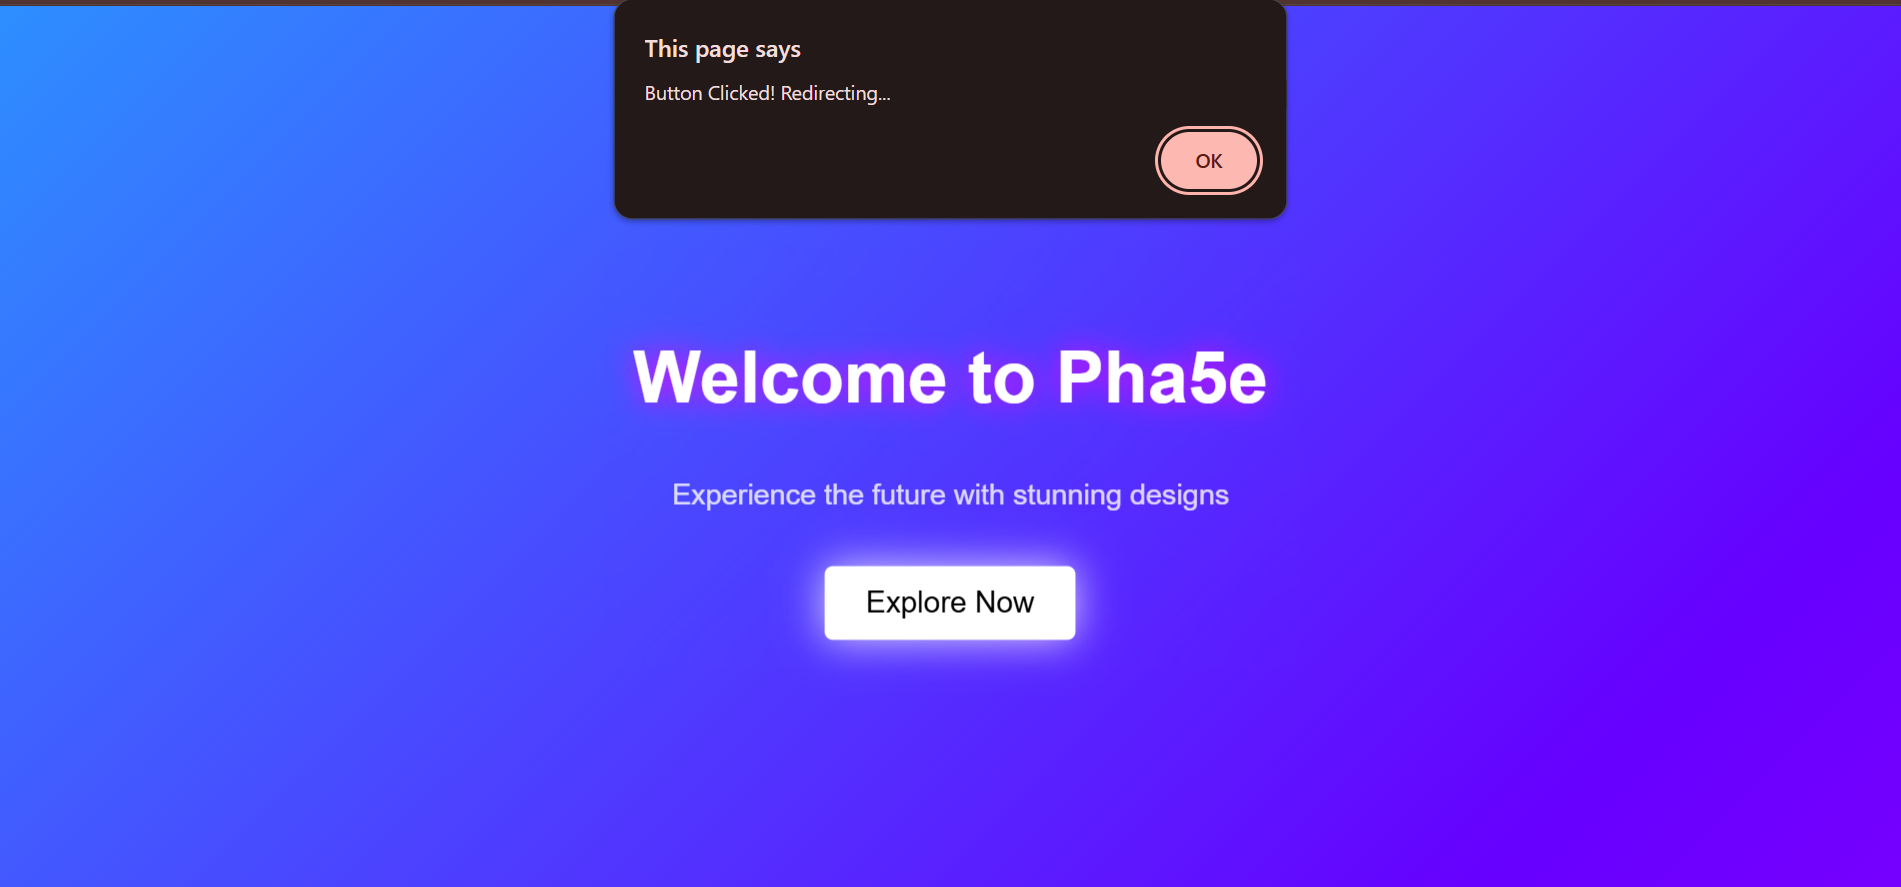 This page says
Button Clicked! Redirecting...
OK
Welcome to Pha5e
Experience the future with stunning designs
Explore Now